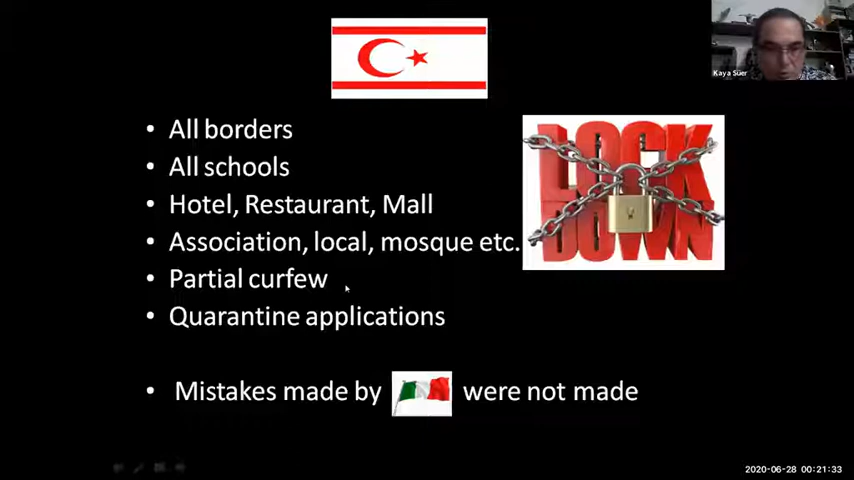 Kaya Süer
• All borders
• All schools
• Hotel, Restaurant, Mall
• Association, local, mosque etc.
• Partial curfew
• Quarantine applications
LOCK
DOWN
• Mistakes made by were not made
2020-06-28 00:21:33